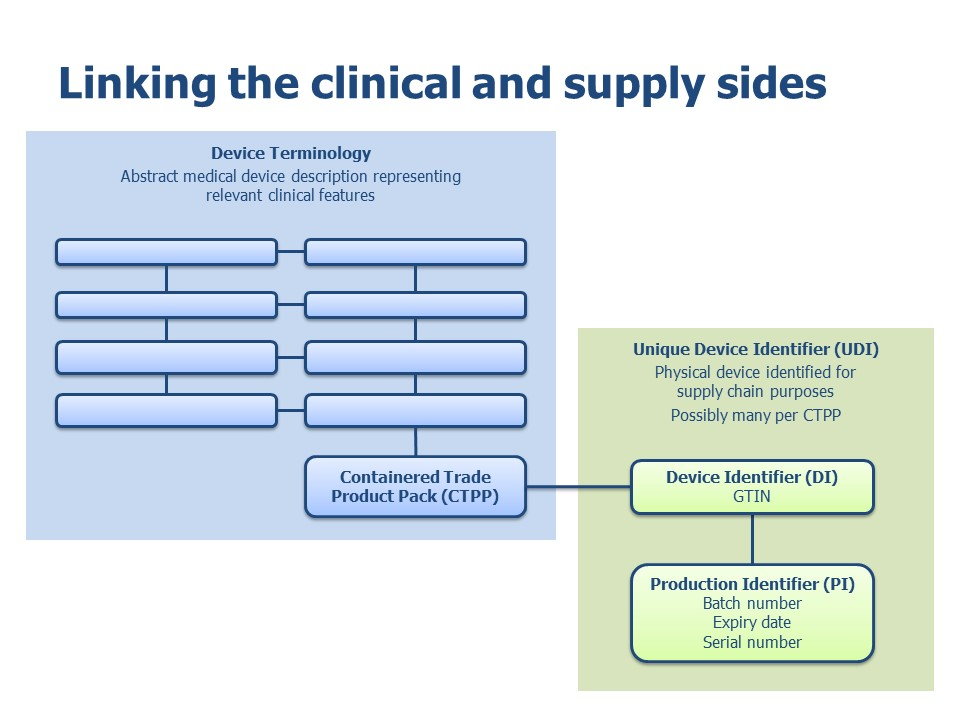 Linking the clinical and supply sides
Device Terminology
Abstract medical device description representing
relevant clinical features
Containered Trade
Product Pack (CTPP)
Unique Device Identifier (UDI)
Physical device identified for
supply chain purposes
Possibly many per CTPP
Device Identifier (DI)
GTIN
Production Identifier (PI)
Batch number
Expiry date
Serial number